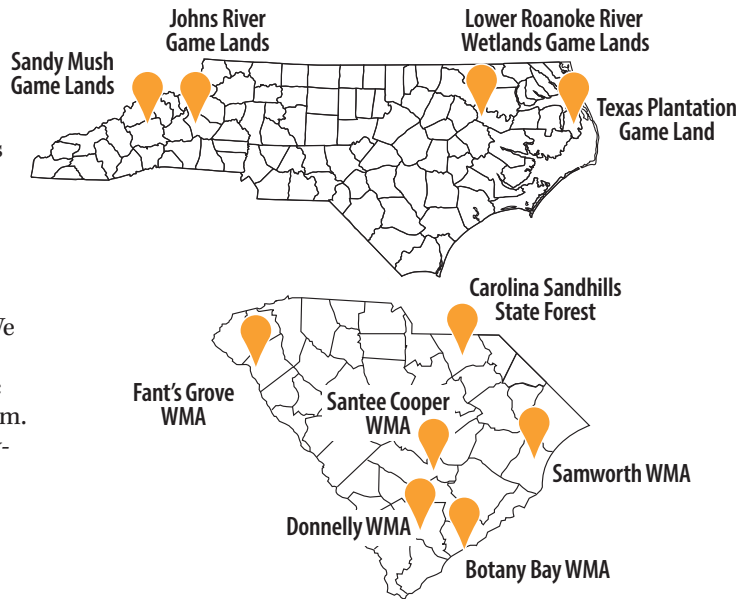 Johns River
Game Lands
Lower Roanoke River
Wetlands Game Lands
Sandy Mush
Game Lands
Texas Plantation
Game Land
s
Carolina Sandhills
State Forest
We
Fant's Grove
WMA
Santee Cooper
WMA
m.
-
Samworth WMA
Donnelly WMA
Botany Bay WMA